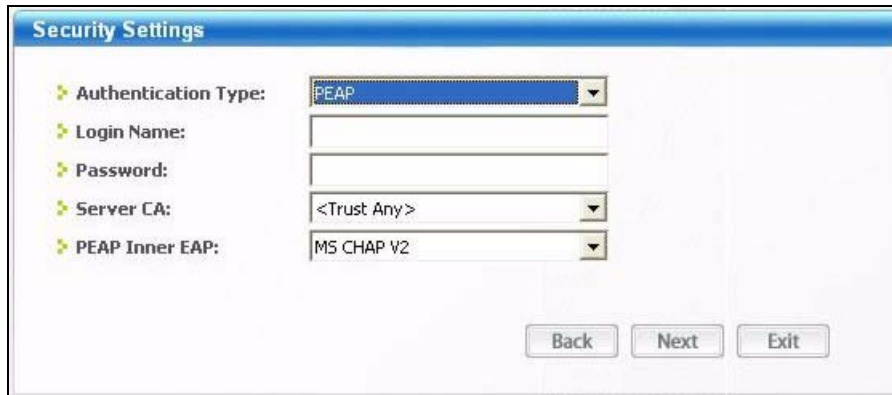 Security Settings
Authentication Type: PEAP
Login Name:
Password:
Server CA: <Trust Any>
PEAP Inner EAP: MS CHAP V2
Back Next Exit